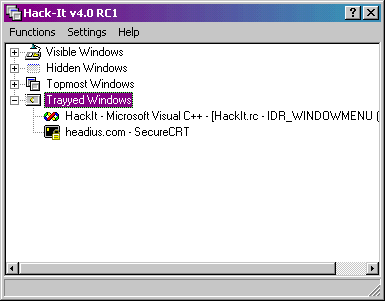 Hack-It v4.0 RC1
Functions Settings Help
Visible Windows
Hidden Windows
Topmost Windows
Trayyed Windows
HackIt - Microsoft Visual C++ - [HackIt.rc - IDR_WINDOWMENU (
headius.com - SecureCRT